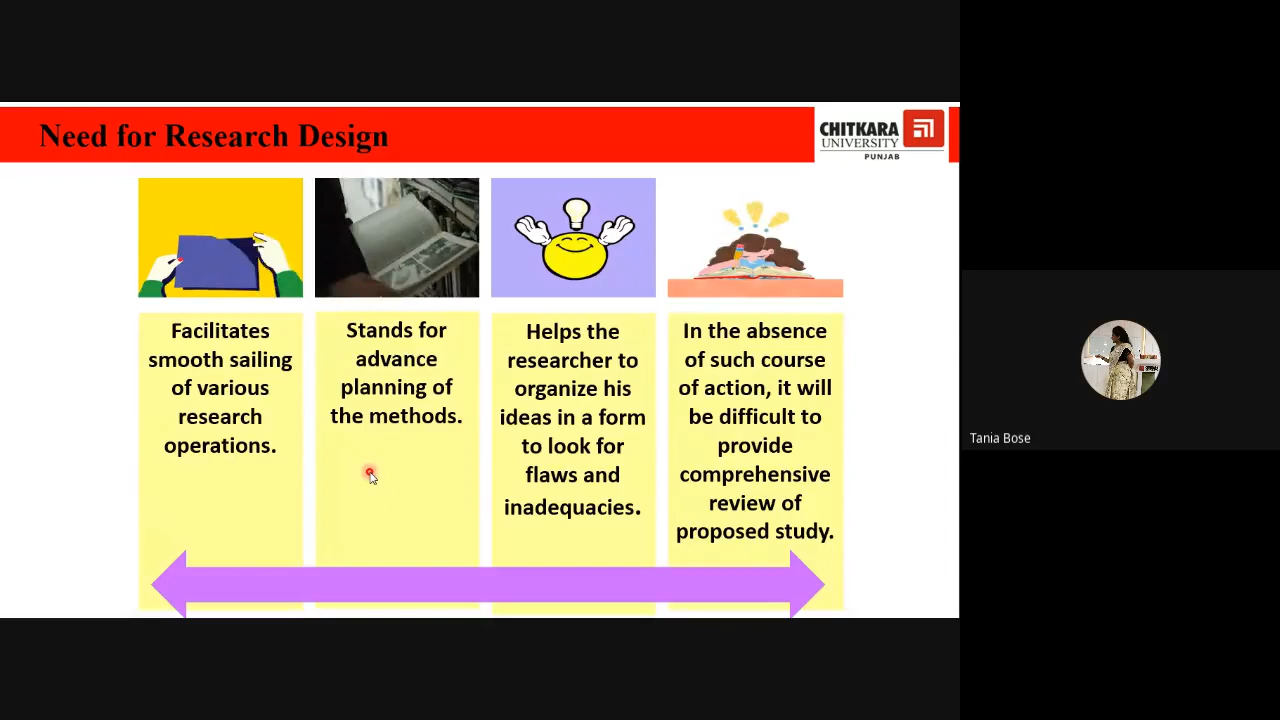 Need for Research Design
CHITKARA
UNIVERSITY
PUNJAB
Facilitates
smooth sailing
of various
research
operations.
Stands for
advance
planning of
the methods.
Helps the
researcher to
organize his
ideas in a form
to look for
flaws and
inadequacies.
In the absence
of such course
of action, it will
be difficult to
provide
comprehensive
review of
proposed study.
Tania Bose